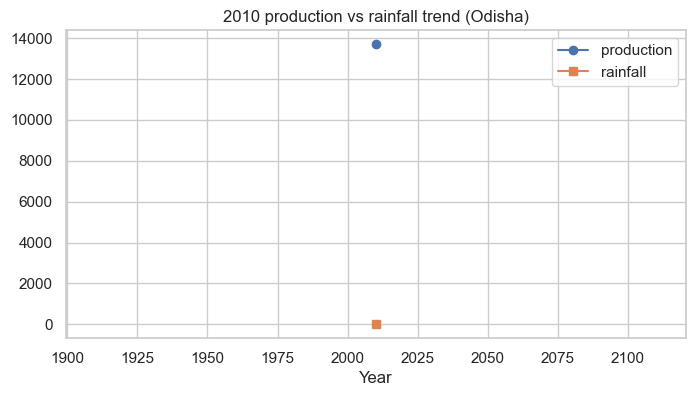 2010 production vs rainfall trend (Odisha)
production
rainfall
14000
12000
10000
8000
6000
4000
2000
0
1900 1925 1950 1975 2000 2025 2050 2075 2100
Year